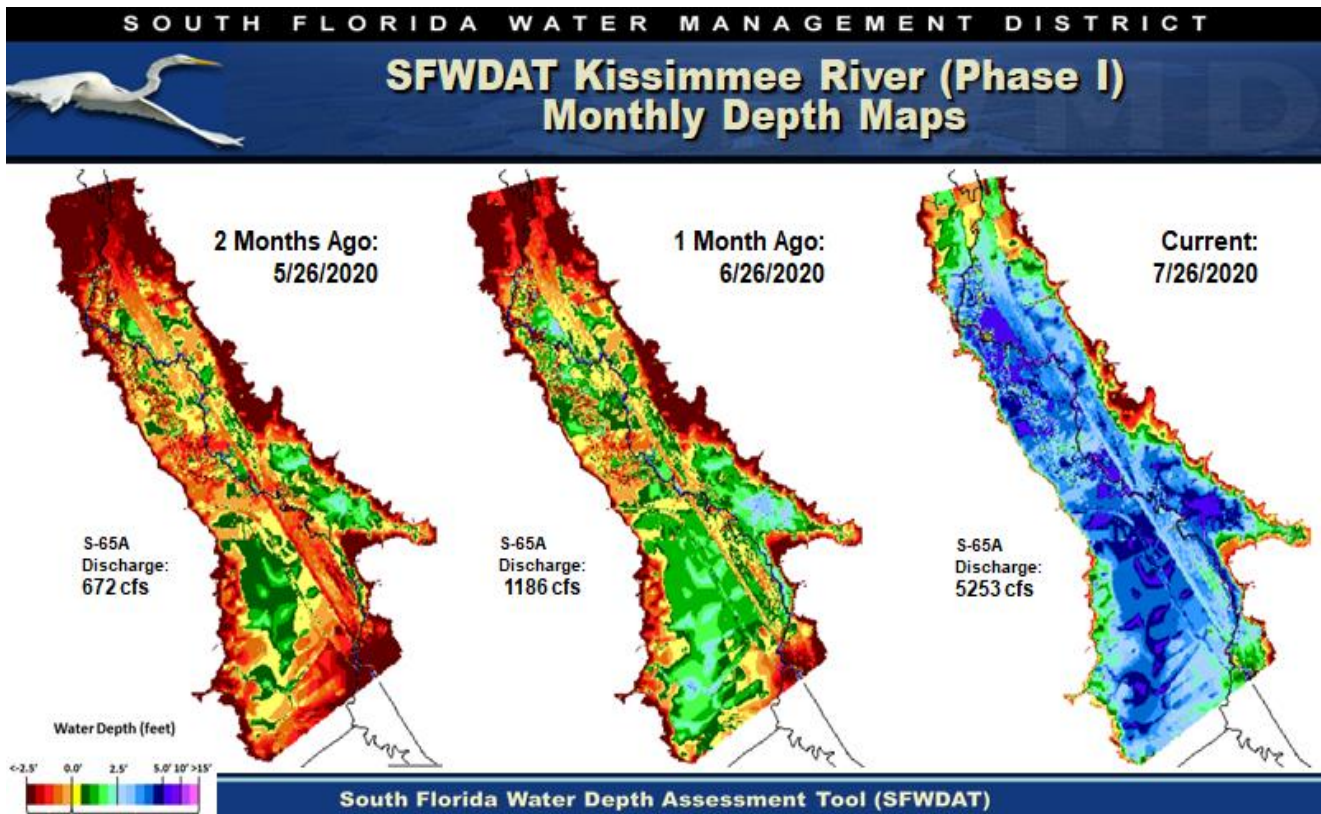 SOUTH FLORIDA WATER MANAGEMENT DISTRICT
SFWDAT Kissimmee River (Phase I)
Monthly Depth Maps
2 Months Ago:
5/26/2020
1 Month Ago:
6/26/2020
Current:
7/26/2020
S-65A
Discharge:
672 cfs
S-65A
Discharge:
1186 cfs
S-65A
Discharge:
5253 cfs
Water Depth (feet)
<-2.5' 0.0' 2.5' 5.0' 10' >15'
South Florida Water Depth Assessment Tool (SFWDAT)